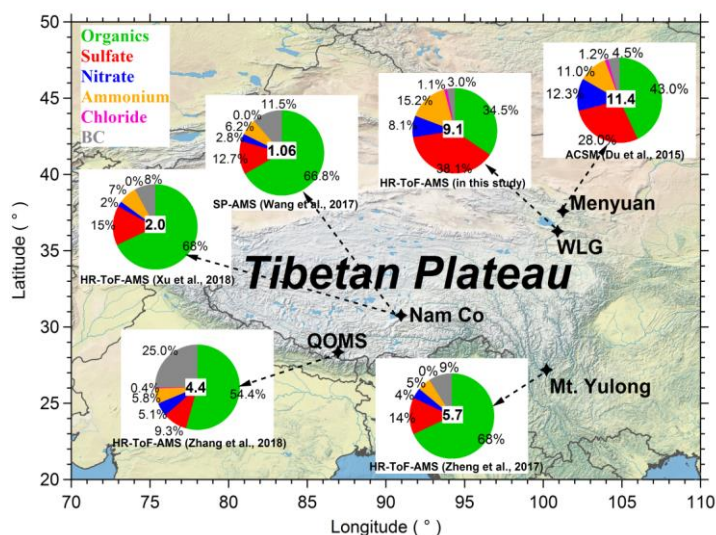 50
45
40
35
30
25
20
Latitude ( ° )
70 75 80 85 90 95 100 105 110
Longitude ( ° )
Organics
Sulfate
Nitrate
Ammonium
Chloride
BC
11.5%
0.0%
6.2%
2.8%
12.7%
1.06
66.8%
SP-AMS (Wang et al., 2017)
1.1% 3.0%
15.2%
34.5%
8.1%
9.1
38.1%
HR-ToF-AMS (in this study)
1.2% 4.5%
11.0%
43.0%
12.3%
11.4
28.0%
ACSM (Du et al., 2015)
0% 8%
7%
2%
15%
2.0
68%
HR-ToF-AMS (Xu et al., 2018)
Menyuan
WLG
Tibetan Plateau
Nam Co
QOMS
Mt. Yulong
25.0%
0.4%
5.8%
5.1%
9.3%
4.4
54.4%
HR-ToF-AMS (Zhang et al., 2018)
0% 9%
5%
4%
14%
5.7
68%
HR-ToF-AMS (Zheng et al., 2017)